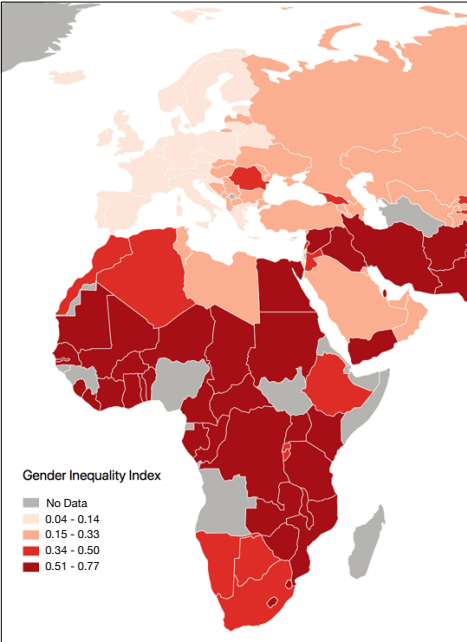 Gender Inequality Index
No Data
0.04 - 0.14
0.15 - 0.33
0.34 - 0.50
0.51 - 0.77